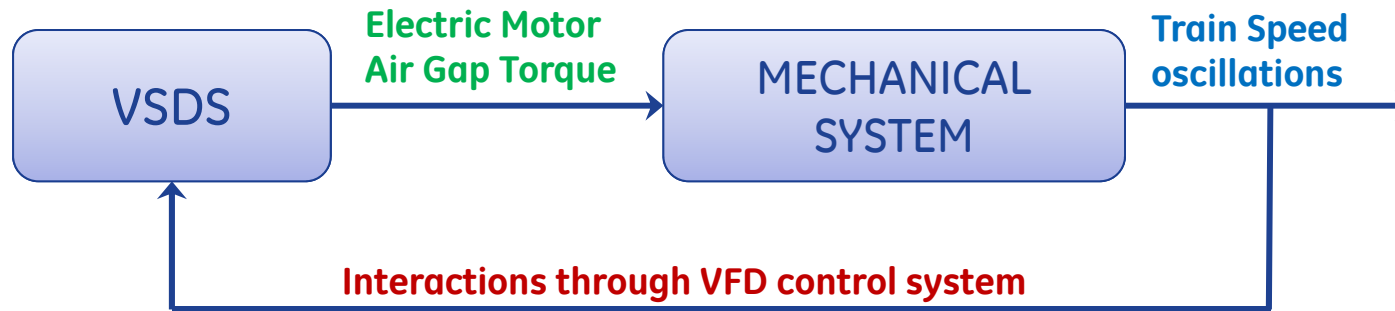 Electric Motor
Air Gap Torque
Train Speed
oscillations
VSDS
MECHANICAL
SYSTEM
Interactions through VFD control system